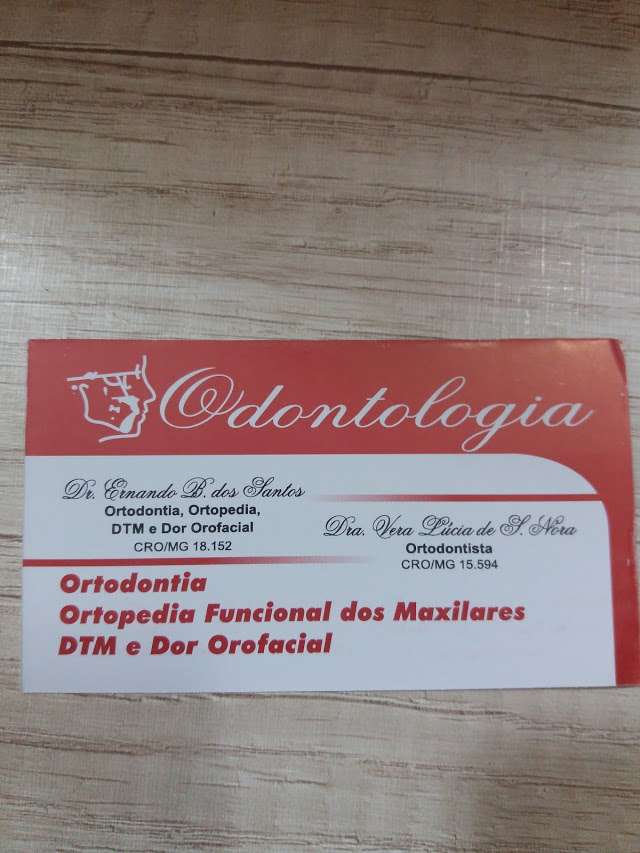 Odontologia
Dr. Ernando B. dos Santos
Ortodontia, Ortopedia,
DTM e Dor Orofacial
CRO/MG 18.152
Dra. Vera Lúcia de S. Nora
Ortodontista
CRO/MG 15.594
Ortodontia
Ortopedia Funcional dos Maxilares
DTM e Dor Orofacial